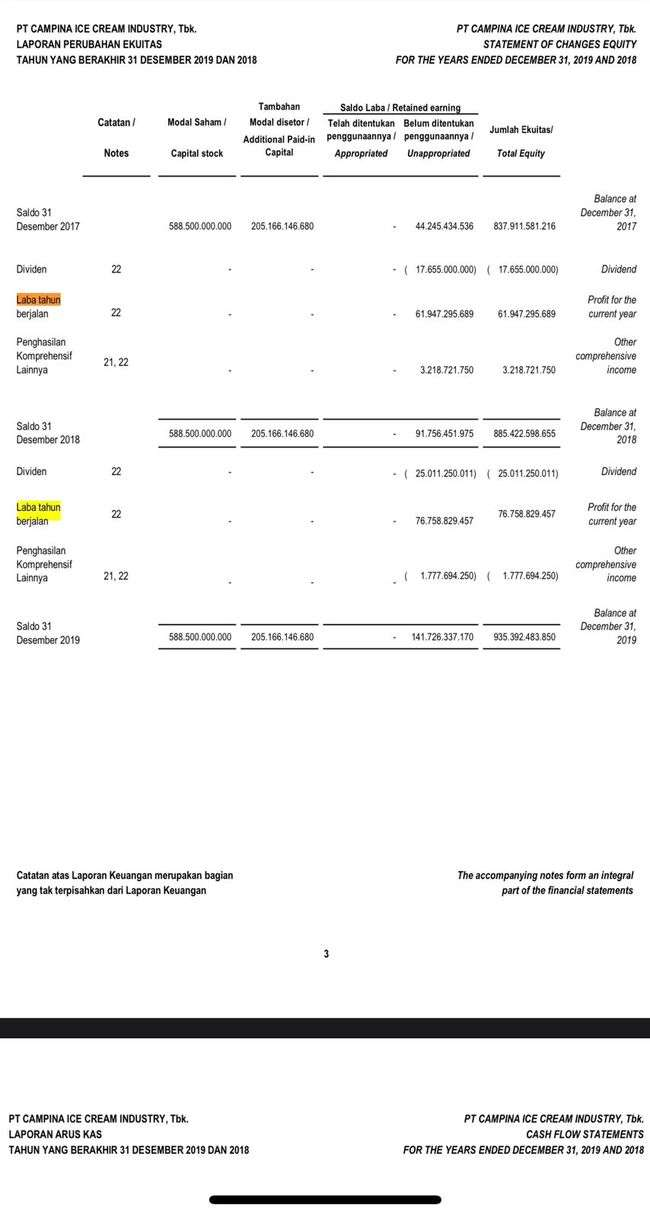 PT CAMPINA ICE CREAM INDUSTRY, Tbk.
LAPORAN PERUBAHAN EKUITAS
TAHUN YANG BERAKHIR 31 DESEMBER 2019 DAN 2018
PT CAMPINA ICE CREAM INDUSTRY, Tbk.
STATEMENT OF CHANGES EQUITY
FOR THE YEARS ENDED DECEMBER 31, 2019 AND 2018
Catatan /
Notes
Modal Saham /
Capital stock
Tambahan
Modal disetor /
Additional Paid-in
Capital
Saldo Laba / Retained earning
Telah ditentukan
penggunaannya /
Appropriated
Belum ditentukan
penggunaannya /
Unappropriated
Jumlah Ekuitas/
Total Equity
Saldo 31
Desember 2017
588.500.000.000 205.166.146.680 - 44.245.434.536 837.911.581.216
Balance at
December 31,
2017
Dividen 22 - - - ( 17.655.000.000) ( 17.655.000.000) Dividend
Laba tahun
berjalan
22 - - - 61.947.295.689 61.947.295.689
Profit for the
current year
Penghasilan
Komprehensif
Lainnya
21, 22 - - - 3.218.721.750 3.218.721.750
Other
comprehensive
income
Saldo 31
Desember 2018
588.500.000.000 205.166.146.680 - 91.756.451.975 885.422.598.655
Balance at
December 31,
2018
Dividen 22 - - - ( 25.011.250.011) ( 25.011.250.011) Dividend
Laba tahun
berjalan
22 - - - 76.758.829.457 76.758.829.457
Profit for the
current year
Penghasilan
Komprehensif
Lainnya
21, 22 - - - ( 1.777.694.250) ( 1.777.694.250)
Other
comprehensive
income
Saldo 31
Desember 2019
588.500.000.000 205.166.146.680 - 141.726.337.170 935.392.483.850
Balance at
December 31,
2019
Catatan atas Laporan Keuangan merupakan bagian
yang tak terpisahkan dari Laporan Keuangan
The accompanying notes form an integral
part of the financial statements
3
PT CAMPINA ICE CREAM INDUSTRY, Tbk.
LAPORAN ARUS KAS
TAHUN YANG BERAKHIR 31 DESEMBER 2019 DAN 2018
PT CAMPINA ICE CREAM INDUSTRY, Tbk.
CASH FLOW STATEMENTS
FOR THE YEARS ENDED DECEMBER 31, 2019 AND 2018